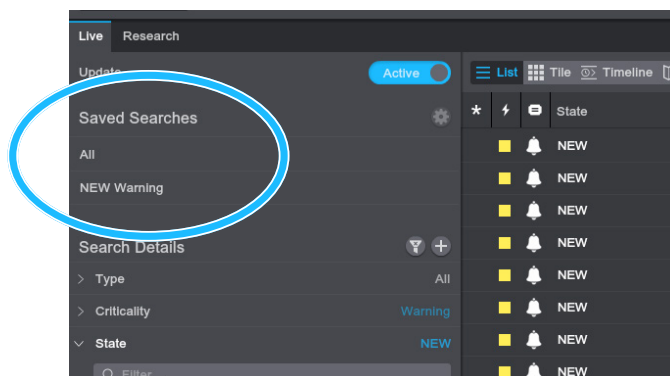 Live Research
Update Active
List Tile Timeline
Saved Searches
* State
All
NEW
NEW Warning
NEW
NEW
Search Details
NEW
Type All
NEW
Criticality Warning
NEW
State NEW
NEW
Filter
NEW